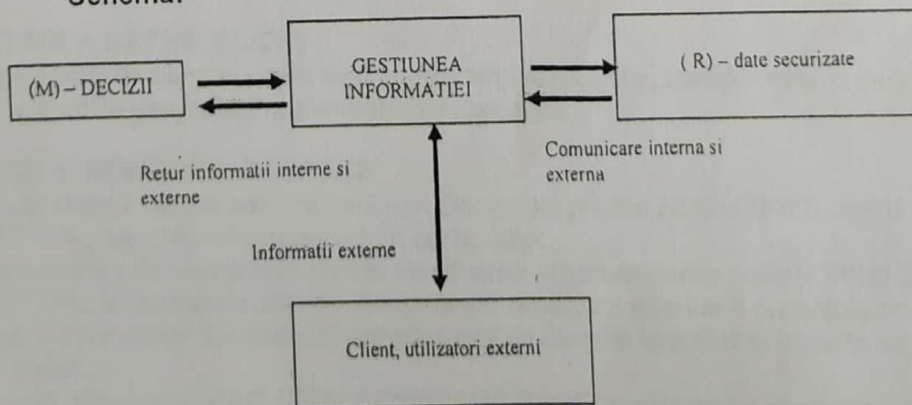 Schema:
(M) – DECIZII
GESTIUNEA
INFORMATIEI
( R) – date securizate
Retur informatii interne si
externe
Comunicare interna si
externa
Informatii externe
Client, utilizatori externi